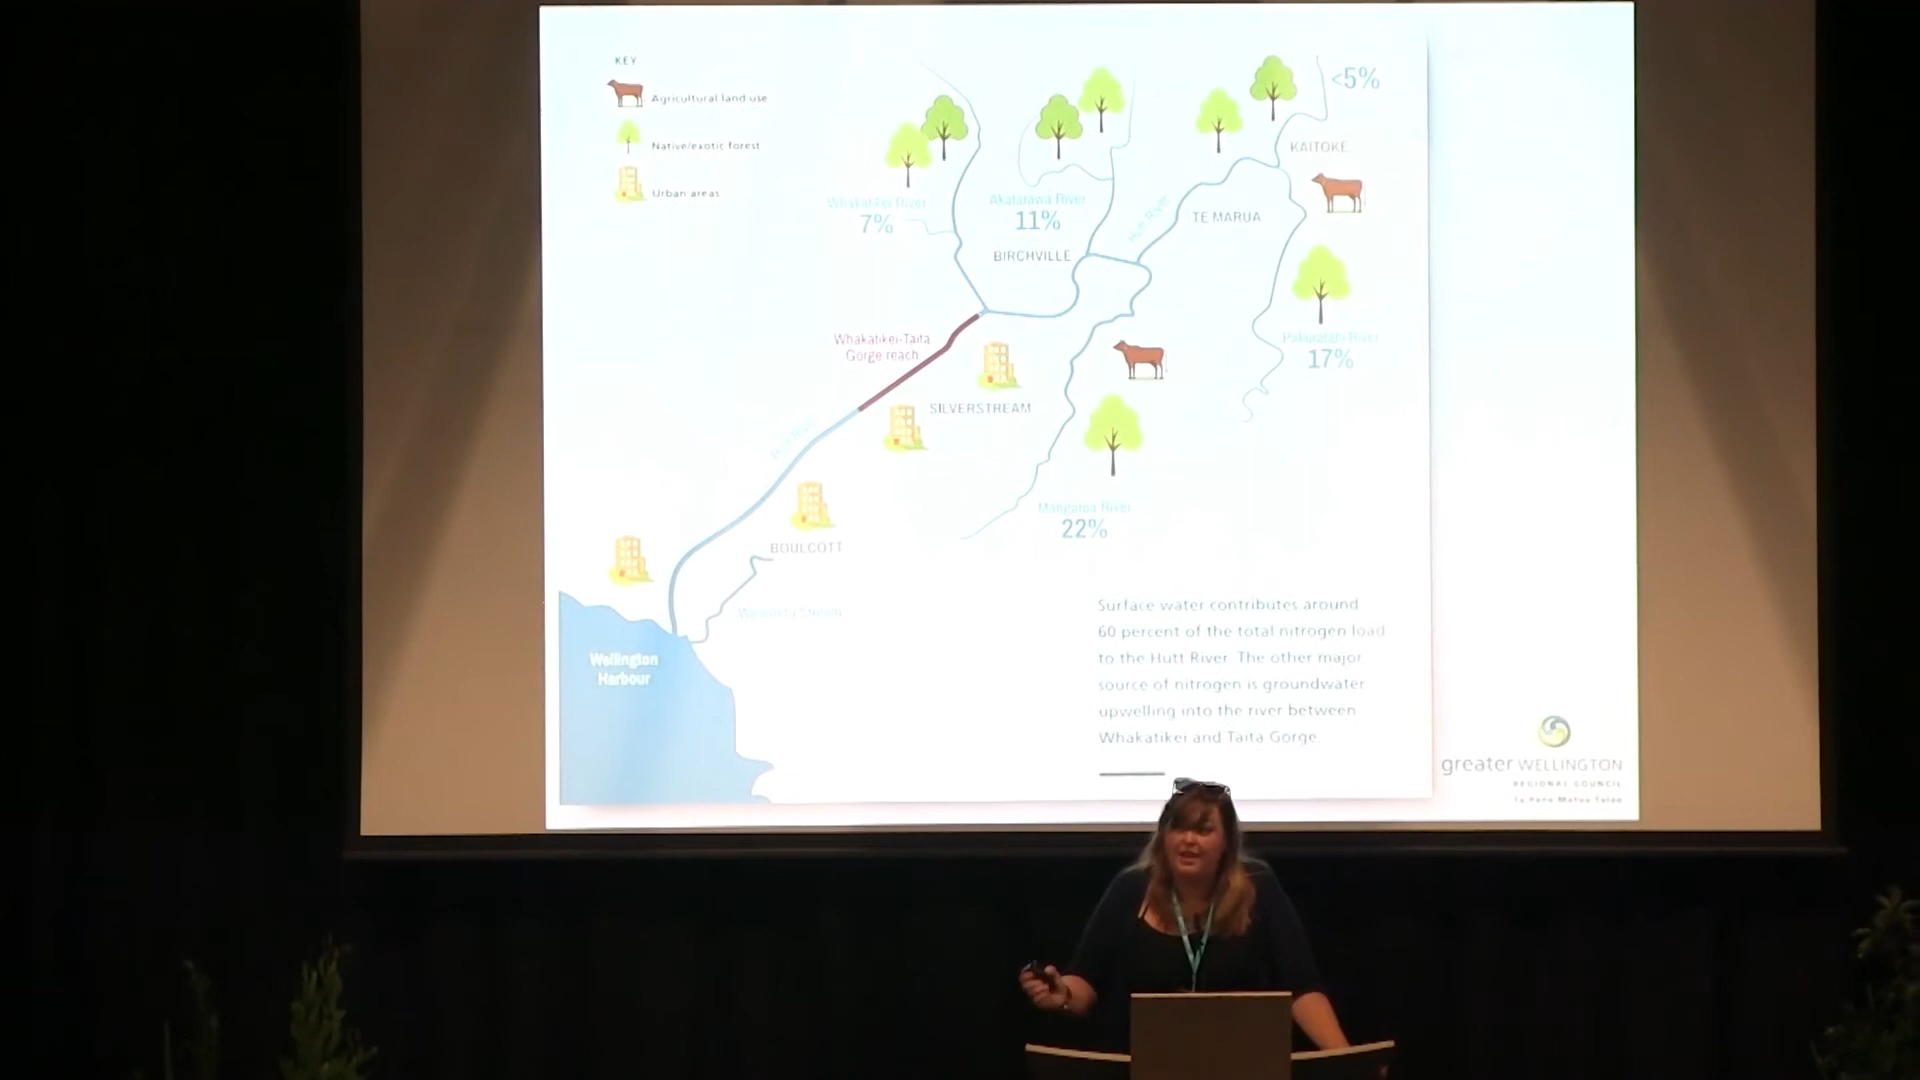 KEY
Agricultural land use
Native/exotic forest
Urban areas
<5%
KAITOKE
Whakatikei River
7%
Akatarawa River
11%
BIRCHVILLE
Hutt River
TE MARUA
Pakuratahi River
17%
Whakatikei-Taita
Gorge reach
SILVERSTREAM
Hutt River
Mangaroa River
22%
BOULCOTT
Waiwhetu Stream
Wellington
Harbour
Surface water contributes around
60 percent of the total nitrogen load
to the Hutt River. The other major
source of nitrogen is groundwater
upwelling into the river between
Whakatikei and Taita Gorge.
greater WELLINGTON
REGIONAL COUNCIL
Te Pane Matua Taiao